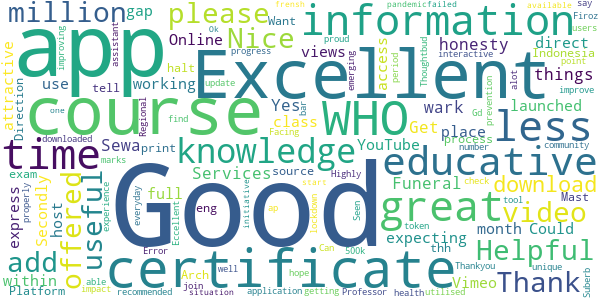 million gap please information Firoz
app Nice Online views honesty direct Indonesia
Excellent things
attractive Direction use tell working halt access period Thoughtbud emerging interactive launched improve
course Yes class WHO wark Get place process less
time Sewa print knowledge YouTube educative
exam marks Services source Funeral download
express Secondly offered useful full great video
properly host eng Good expecting month Could Mast
add Arch token Helpful
within Error certificate Vimeo Thank
Platform recommended join situation application getting Professor health utilised unique Suberb
frensh pandemicfailed available say users
improving assistant Ok update progress proud point Want
downloaded one Regional bar find Facing prevention Gd alot number community
everyday experience able impact initiative lockdown Seen stars Highly check tool.
Eccellent ap Can 500k thh Thankyou well hope